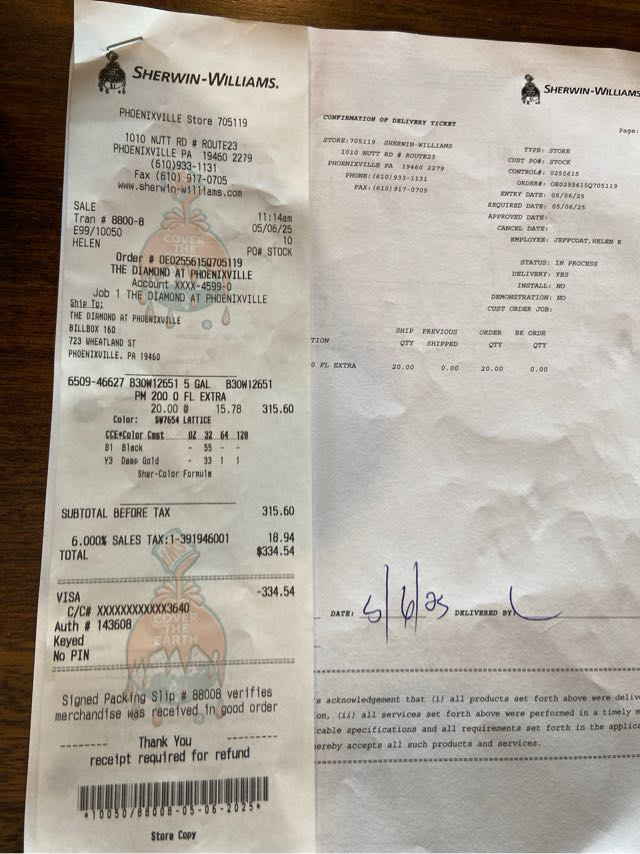 SHERWIN-WILLIAMS.
PHOENIXVILLE Store 705119
1010 NUTT RD # ROUTE23
PHOENIXVILLE PA 19460 2279
(610)933-1131
Fax (610) 917-0705
www.sherwin-williams.com
SALE 11:14am
Tran # 8800-8 05/06/25
E99/10050 10
HELEN PO# STOCK
Order # OE0255615Q705119
THE DIAMOND AT PHOENIXVILLE
Account XXXX-4599-0
Job 1 THE DIAMOND AT PHOENIXVILLE
Ship To:
THE DIAMOND AT PHOENIXVILLE
BILLBOX 160
723 WHEATLAND ST
PHOENIXVILLE, PA 19460
6509-46627 B30W12651 5 GAL B30W12651
PM 200 0 FL EXTRA
20.00 @ 15.78 315.60
Color: SW7654 LATTICE
CCE*Color Cast OZ 32 64 128
B1 Black - 55 - -
Y3 Deep Gold - 33 1 1
Sher-Color Formula
SUBTOTAL BEFORE TAX 315.60
6.000% SALES TAX:1-391946001 18.94
TOTAL $334.54
VISA -334.54
C/C# XXXXXXXXXXXX3640
Auth # 143608
Keyed
No PIN
Signed Packing Slip # 88008 verifies
merchandise was received in good order
Thank You
receipt required for refund
*10050/88008-05-06-2025*
Store Copy
COVER
THE
EARTH
SHERWIN-WILLIAMS
CONFIRMATION OF DELIVERY TICKET
Page:
STORE:705119 SHERWIN-WILLIAMS
1010 NUTT RD # ROUTE23
PHOENIXVILLE PA 19460 2279
PHONE:(610)933-1131
FAX:(610)917-0705
TYPE: STORE
CUST PO#: STOCK
CONTROL#: 0255615
ORDER#: OE0255615Q705119
ENTRY DATE: 05/06/25
REQUIRED DATE: 05/06/25
APPROVED DATE:
CANCEL DATE:
EMPLOYEE: JEFFCOAT,HELEN R
STATUS: IN PROCESS
DELIVERY: YES
INSTALL: NO
DEMONSTRATION: NO
CUST ORDER JOB:
SHIP PREVIOUS ORDER BK ORDR
TION QTY SHIPPED QTY QTY
0 FL EXTRA 20.00 0.00 20.00 0.00
DATE: 5/6/25 DELIVERED BY
s acknowledgement that (i) all products set forth above were delive
on, (ii) all services set forth above were performed in a timely m
cable specifications and all requirements set forth in the applica
hereby accepts all such products and services.